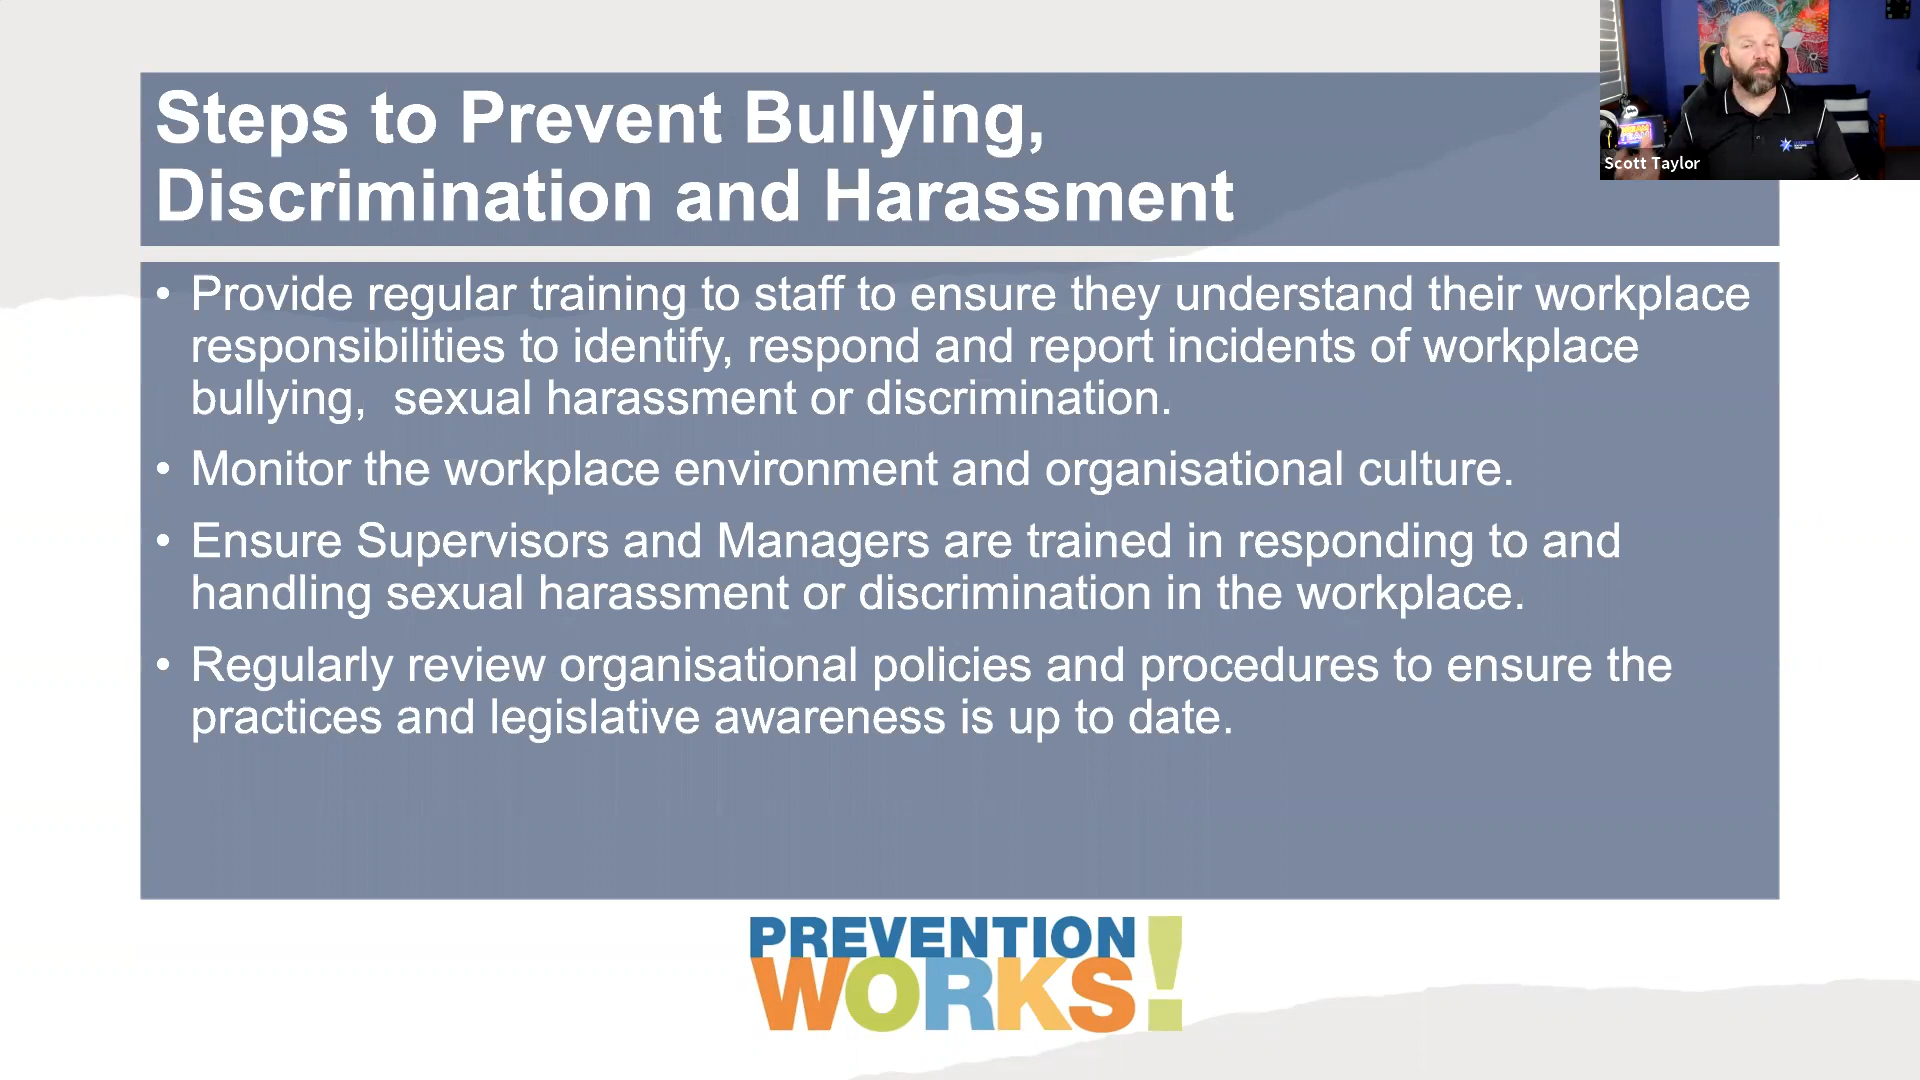 Steps to Prevent Bullying,
Discrimination and Harassment
Scott Taylor
• Provide regular training to staff to ensure they understand their workplace
responsibilities to identify, respond and report incidents of workplace
bullying,  sexual harassment or discrimination.
• Monitor the workplace environment and organisational culture.
• Ensure Supervisors and Managers are trained in responding to and
handling sexual harassment or discrimination in the workplace.
• Regularly review organisational policies and procedures to ensure the
practices and legislative awareness is up to date.
PREVENTION
WORKS!